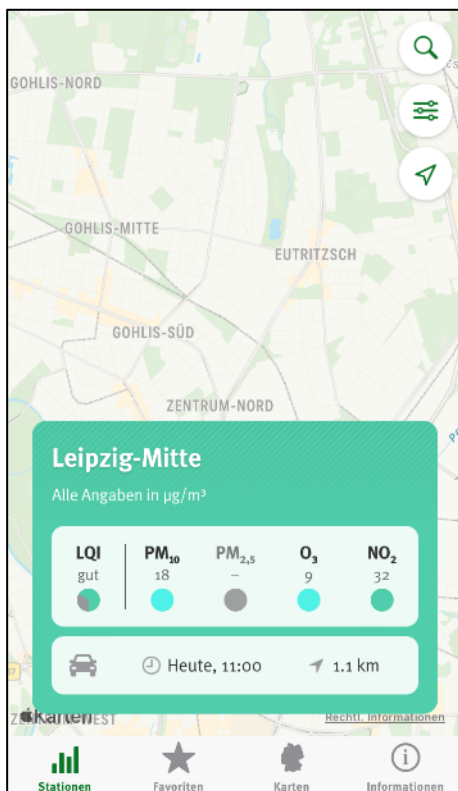 GOHLIS-NORD
GOHLIS-MITTE
EUTRITZSCH
GOHLIS-SÜD
ZENTRUM-NORD
Leipzig-Mitte
Alle Angaben in µg/m³
LQI PM₁₀ PM₂,₅ O₃ NO₂
gut 18 – 9 32
Heute, 11:00 1.1 km
Karten
Rechtl. Informationen
Stationen Favoriten Karten Informationen